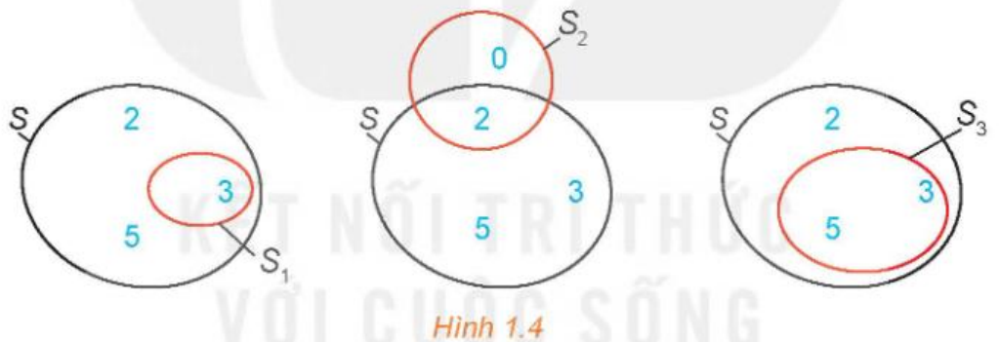 S 2 3 5 S₁
S S₂ 0 2 3 5
S S₃ 2 3 5
KẾT NỐI TRI THỨC
VỚI CUỘC SỐNG
Hình 1.4